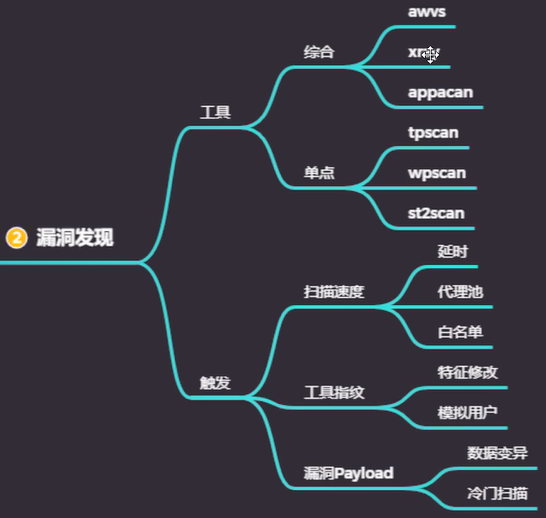 awvs
综合
appacan
工具
tpscan
单点
wpscan
st2scan
2 漏洞发现
延时
扫描速度
代理池
白名单
触发
特征修改
工具指纹
模拟用户
数据变异
漏洞Payload
冷门扫描